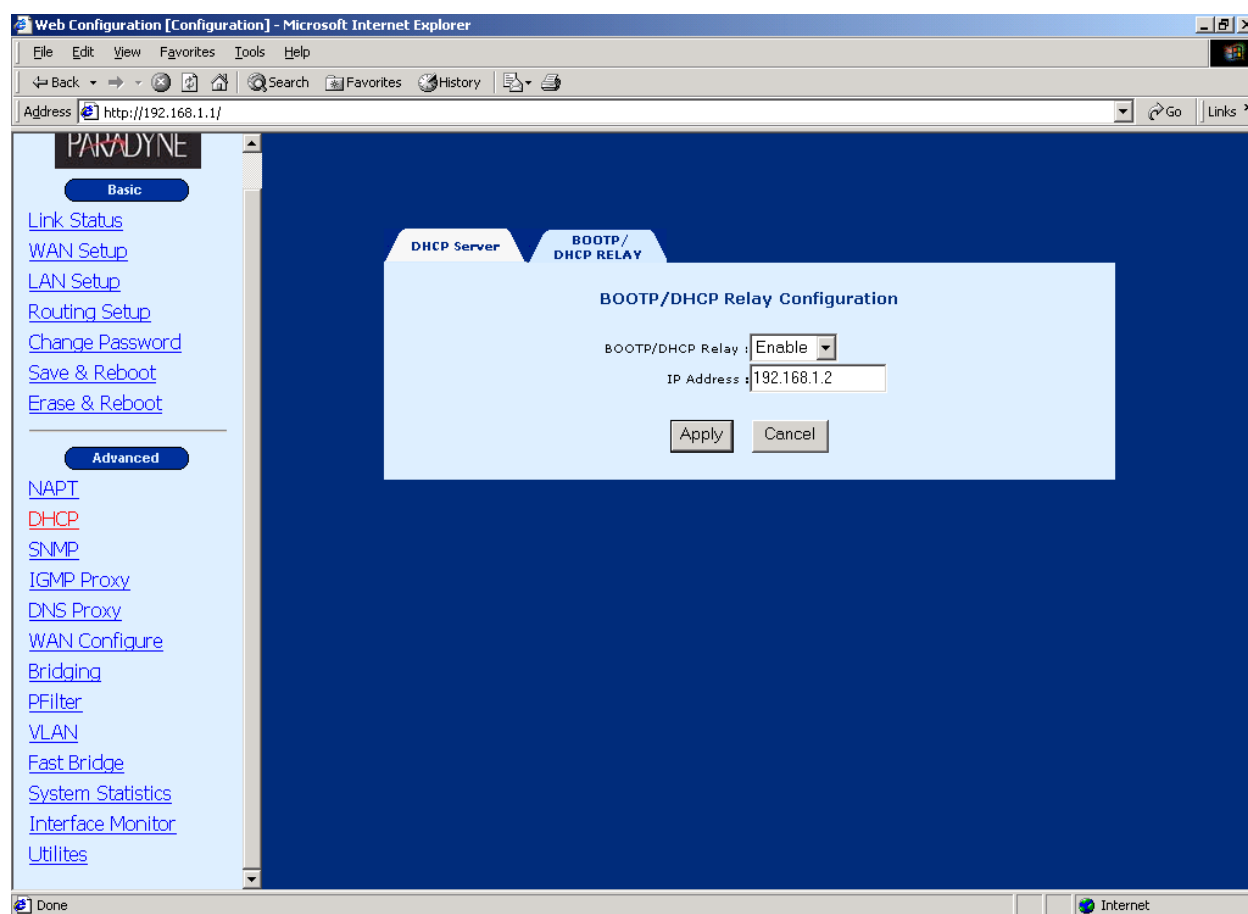 Web Configuration [Configuration] - Microsoft Internet Explorer
File Edit View Favorites Tools Help
Back Search Favorites History
Address http://192.168.1.1/ Go Links
PARADYNE
Basic
Link Status
WAN Setup
LAN Setup
Routing Setup
Change Password
Save & Reboot
Erase & Reboot
Advanced
NAPT
DHCP
SNMP
IGMP Proxy
DNS Proxy
WAN Configure
Bridging
PFilter
VLAN
Fast Bridge
System Statistics
Interface Monitor
Utilites
DHCP Server
BOOTP/
DHCP RELAY
BOOTP/DHCP Relay Configuration
BOOTP/DHCP Relay : Enable
IP Address : 192.168.1.2
Apply Cancel
Done Internet